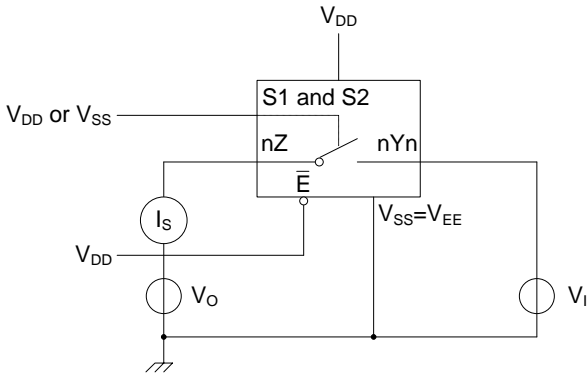 V_DD
S1 and S2
V_DD or V_SS
nZ
nYn
E̅
V_SS=V_EE
I_S
V_DD
V_O
V_I